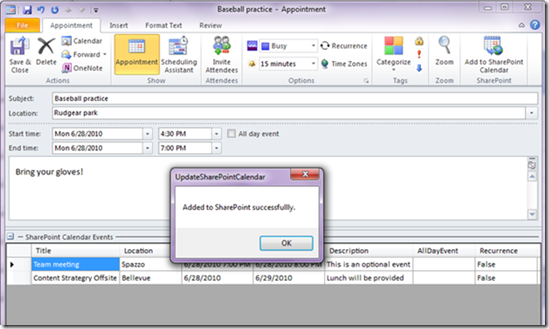 Baseball practice - Appointment
File Appointment Insert Format Text Review
Save & Close
Delete
Calendar
Forward
OneNote
Actions
Appointment
Scheduling Assistant
Show
Invite Attendees
Attendees
Busy
Recurrence
15 minutes
Time Zones
Options
Categorize
Tags
Zoom
Zoom
Add to SharePoint Calendar
SharePoint
Subject: Baseball practice
Location: Rudgear park
Start time: Mon 6/28/2010 4:30 PM All day event
End time: Mon 6/28/2010 7:00 PM
Bring your gloves!
UpdateSharePointCalendar
Added to SharePoint successfullly.
OK
SharePoint Calendar Events
Title Location Description AllDayEvent Recurrence
Team meeting Spazzo 6/28/2010 7:00 PM 6/28/2010 8:00 PM This is an optional event False
Content Strategry Offsite Bellevue 6/28/2010 6/29/2010 Lunch will be provided False